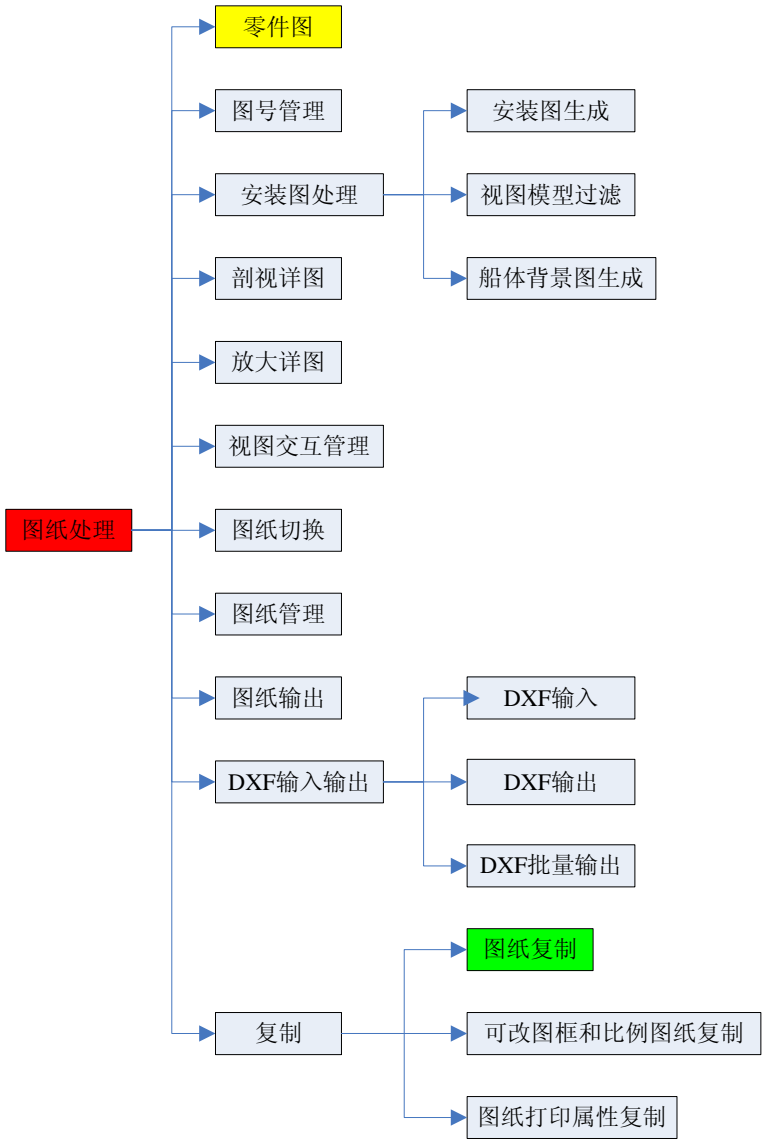 零件图
图号管理
安装图生成
安装图处理
视图模型过滤
剖视详图
船体背景图生成
放大详图
视图交互管理
图纸处理
图纸切换
图纸管理
图纸输出
DXF输入
DXF输入输出
DXF输出
DXF批量输出
图纸复制
复制
可改图框和比例图纸复制
图纸打印属性复制